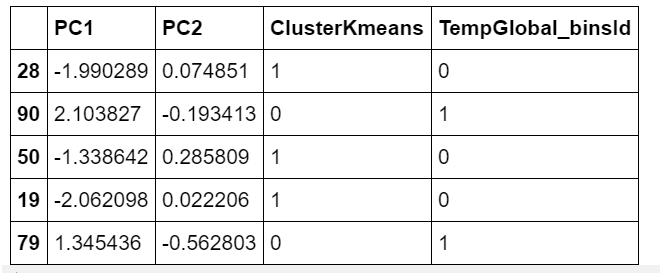 PC1 PC2 ClusterKmeans TempGlobal_binsId
28 -1.990289 0.074851 1 0
90 2.103827 -0.193413 0 1
50 -1.338642 0.285809 1 0
19 -2.062098 0.022206 1 0
79 1.345436 -0.562803 0 1